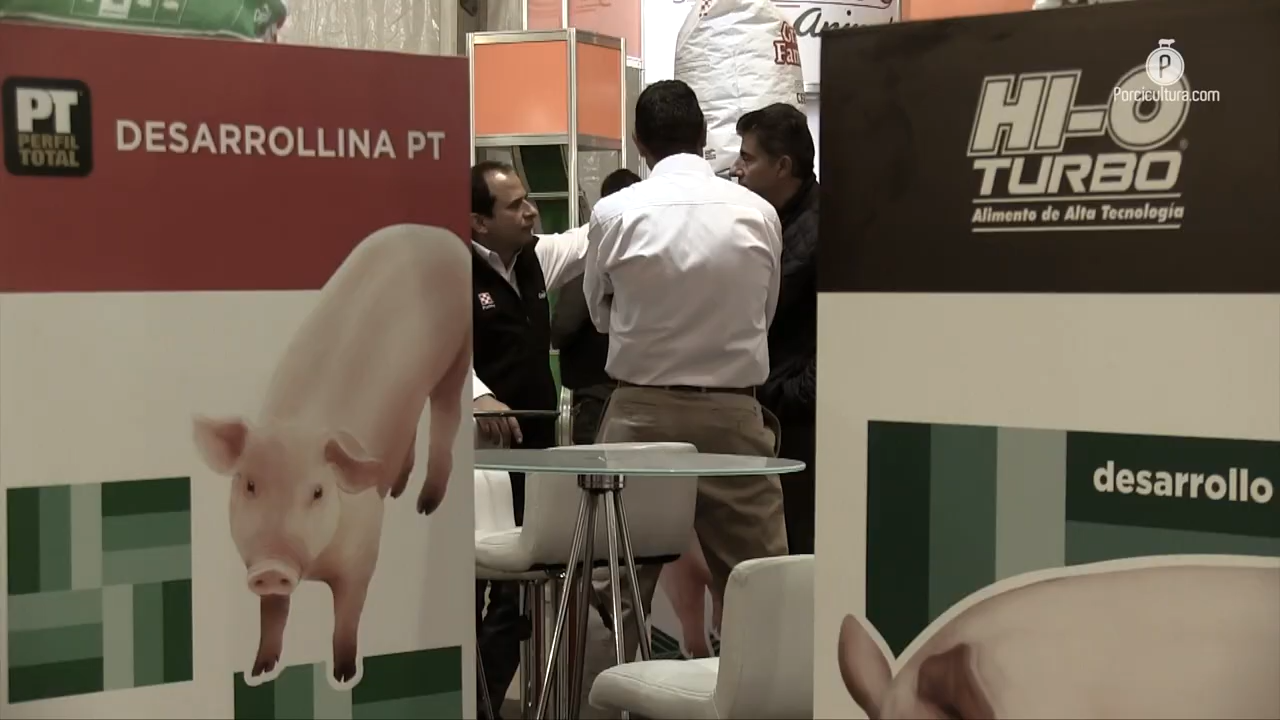 PT
PERFIL
TOTAL
DESARROLLINA PT
HI-O
TURBO
Alimento de Alta Tecnología
P
Porcicultura.com
desarrollo